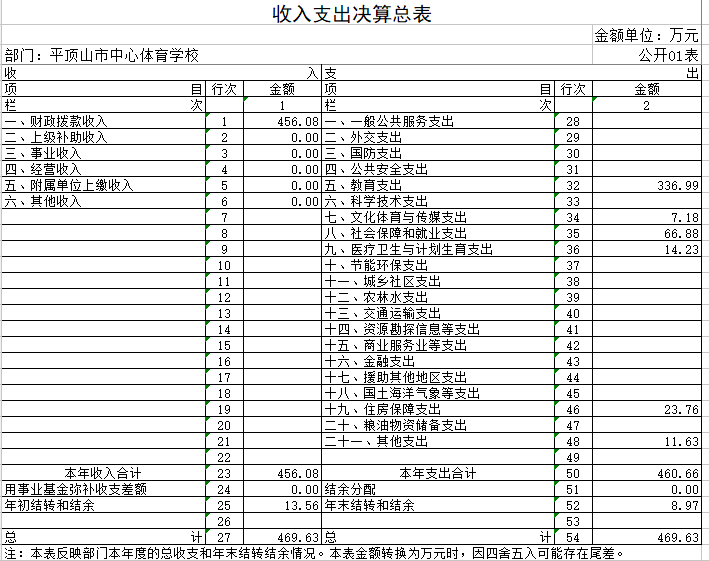 收入支出决算总表
金额单位：万元
部门：平顶山市中心体育学校 公开01表
收 入 支 出
项 目 行次 金额 项 目 行次 金额
栏 次 1 栏 次 2
一、财政拨款收入 1 456.08 一、一般公共服务支出 28
二、上级补助收入 2 0.00 二、外交支出 29
三、事业收入 3 0.00 三、国防支出 30
四、经营收入 4 0.00 四、公共安全支出 31
五、附属单位上缴收入 5 0.00 五、教育支出 32 336.99
六、其他收入 6 0.00 六、科学技术支出 33
7 七、文化体育与传媒支出 34 7.18
8 八、社会保障和就业支出 35 66.88
9 九、医疗卫生与计划生育支出 36 14.23
10 十、节能环保支出 37
11 十一、城乡社区支出 38
12 十二、农林水支出 39
13 十三、交通运输支出 40
14 十四、资源勘探信息等支出 41
15 十五、商业服务业等支出 42
16 十六、金融支出 43
17 十七、援助其他地区支出 44
18 十八、国土海洋气象等支出 45
19 十九、住房保障支出 46 23.76
20 二十、粮油物资储备支出 47
21 二十一、其他支出 48 11.63
22 49
本年收入合计 23 456.08 本年支出合计 50 460.66
用事业基金弥补收支差额 24 0.00 结余分配 51 0.00
年初结转和结余 25 13.56 年末结转和结余 52 8.97
26 53
总 计 27 469.63 总 计 54 469.63
注：本表反映部门本年度的总收支和年末结转结余情况。本表金额转换为万元时，因四舍五入可能存在尾差。